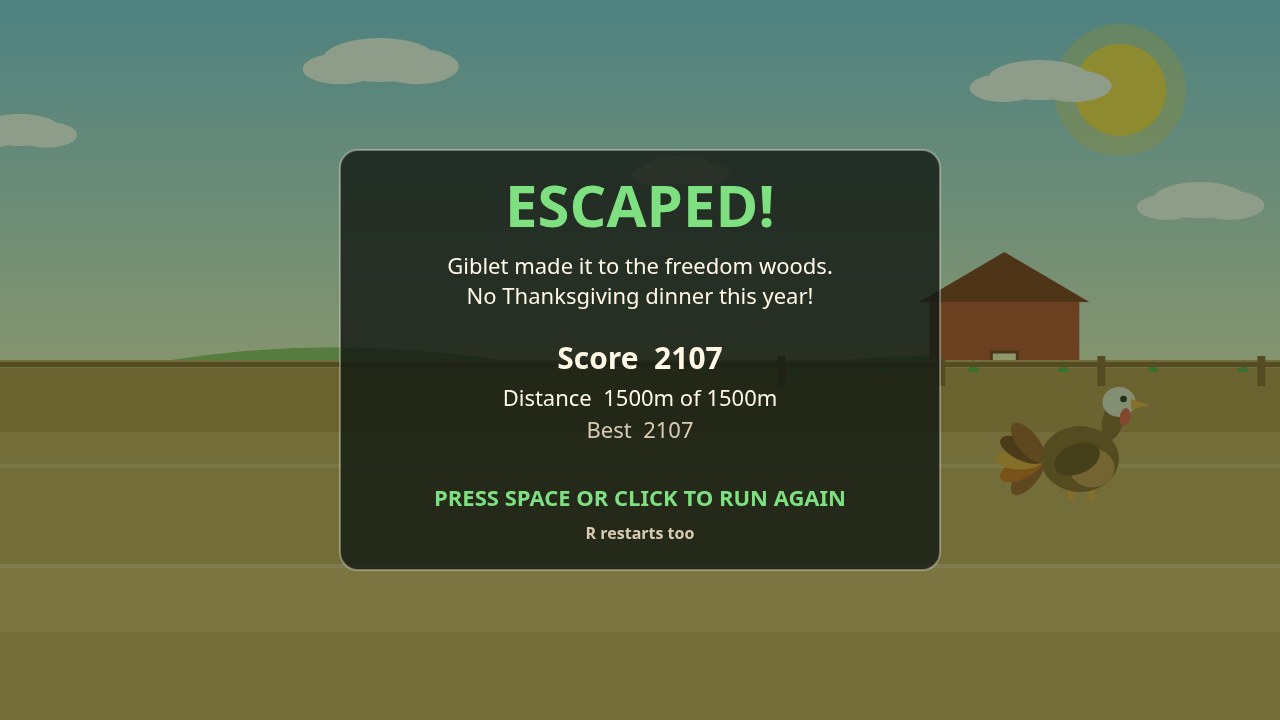 ESCAPED!
Giblet made it to the freedom woods.
No Thanksgiving dinner this year!
Score 2107
Distance 1500m of 1500m
Best 2107
PRESS SPACE OR CLICK TO RUN AGAIN
R restarts too